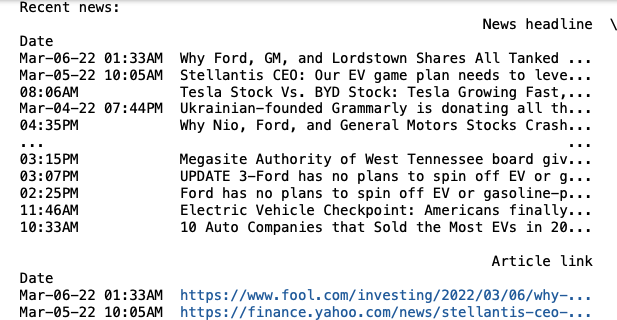 Recent news:
News headline \
Date
Mar-06-22 01:33AM Why Ford, GM, and Lordstown Shares All Tanked ...
Mar-05-22 10:05AM Stellantis CEO: Our EV game plan needs to leve...
08:06AM Tesla Stock Vs. BYD Stock: Tesla Growing Fast,...
Mar-04-22 07:44PM Ukrainian-founded Grammarly is donating all th...
04:35PM Why Nio, Ford, and General Motors Stocks Crash...
... ...
03:15PM Megasite Authority of West Tennessee board giv...
03:07PM UPDATE 3-Ford has no plans to spin off EV or g...
02:25PM Ford has no plans to spin off EV or gasoline-p...
11:46AM Electric Vehicle Checkpoint: Americans finally...
10:33AM 10 Auto Companies that Sold the Most EVs in 20...
Article link
Date
Mar-06-22 01:33AM https://www.fool.com/investing/2022/03/06/why-...
Mar-05-22 10:05AM https://finance.yahoo.com/news/stellantis-ceo-...